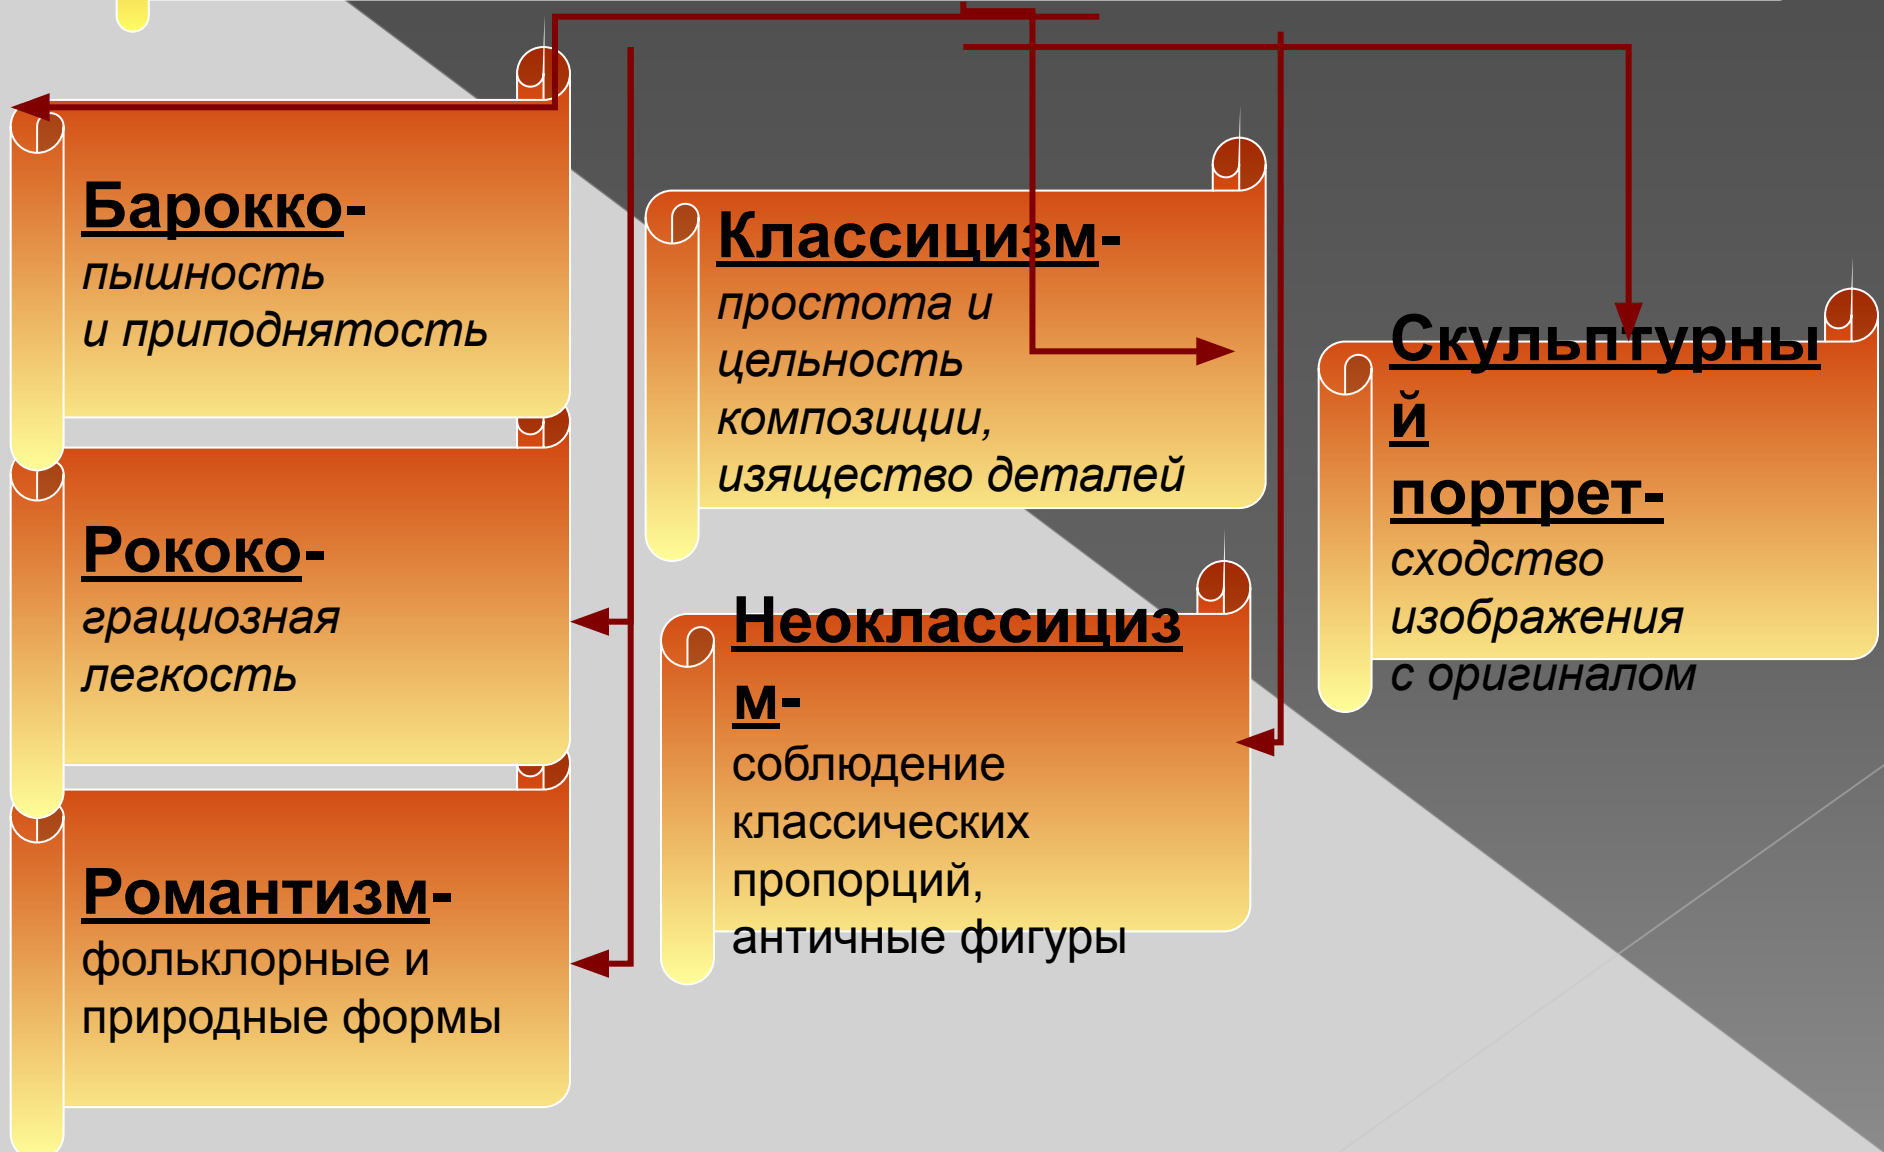 Барокко-
пышность
и приподнятость
Рококо-
грациозная
легкость
Романтизм-
фольклорные и
природные формы
Классицизм-
простота и
цельность
композиции,
изящество деталей
Неоклассициз
м-
соблюдение
классических
пропорций,
античные фигуры
Скульптурны
й
портрет-
сходство
изображения
с оригиналом